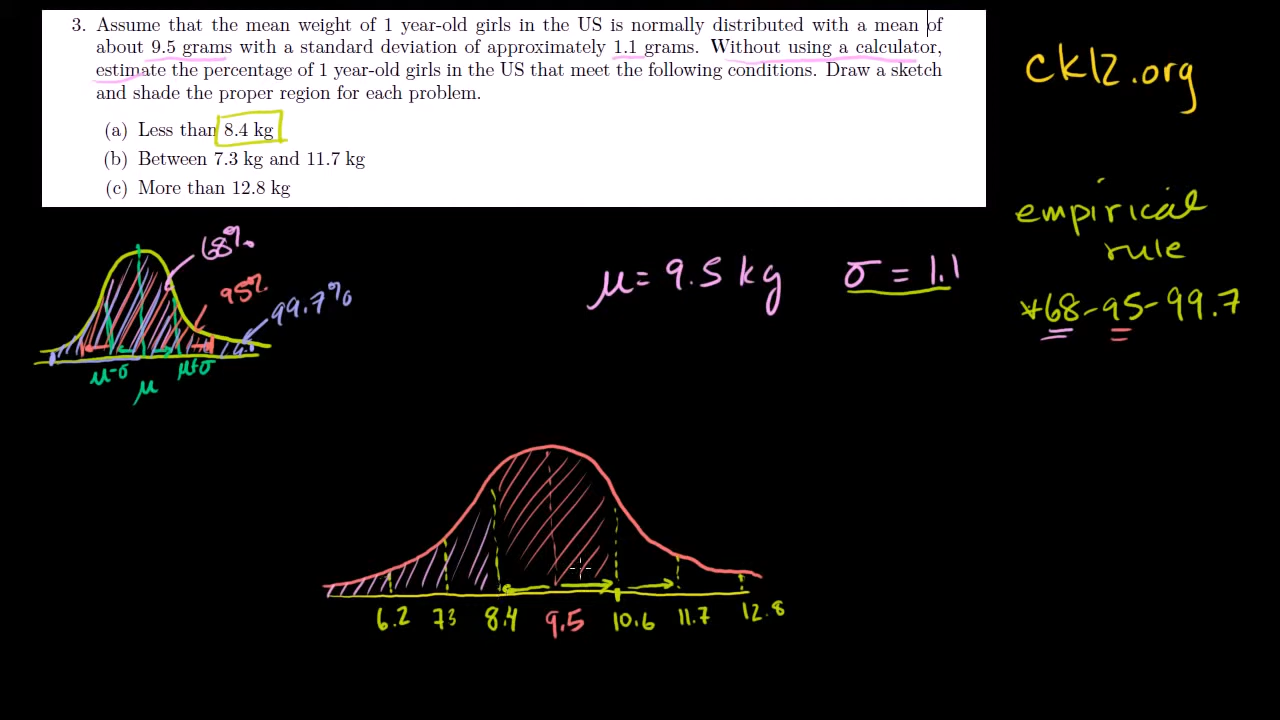 3. Assume that the mean weight of 1 year-old girls in the US is normally distributed with a mean of
about 9.5 grams with a standard deviation of approximately 1.1 grams. Without using a calculator,
estimate the percentage of 1 year-old girls in the US that meet the following conditions. Draw a sketch
and shade the proper region for each problem.
(a) Less than 8.4 kg
(b) Between 7.3 kg and 11.7 kg
(c) More than 12.8 kg
ck12.org
empirical
rule
*68-95-99.7
μ = 9.5 kg σ = 1.1
68%
95%
99.7%
μ-σ μ μ+σ
6.2 73 8.4 9.5 10.6 11.7 12.8